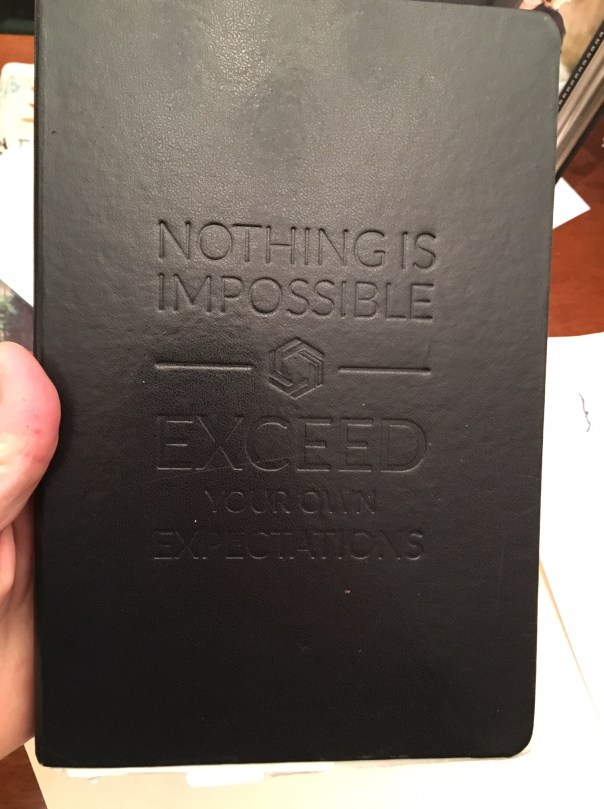 NOTHING IS
IMPOSSIBLE
EXCEED
YOUR OWN
EXPECTATIONS